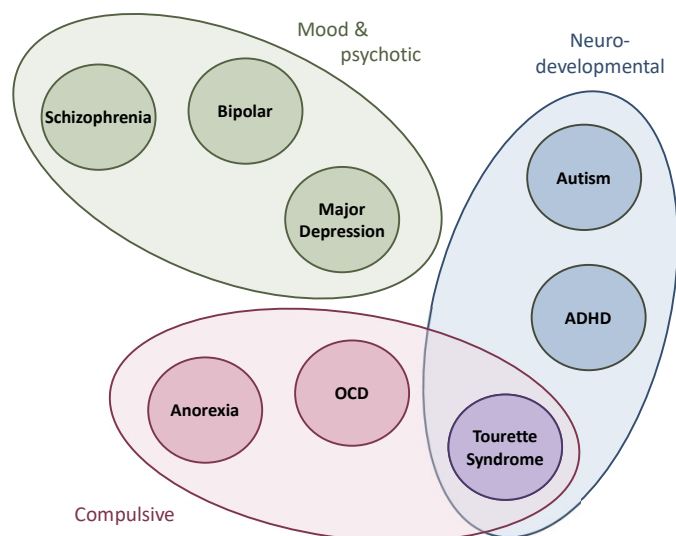 Mood &
psychotic
Neuro-
developmental
Schizophrenia
Bipolar
Major
Depression
Autism
ADHD
Anorexia
OCD
Tourette
Syndrome
Compulsive